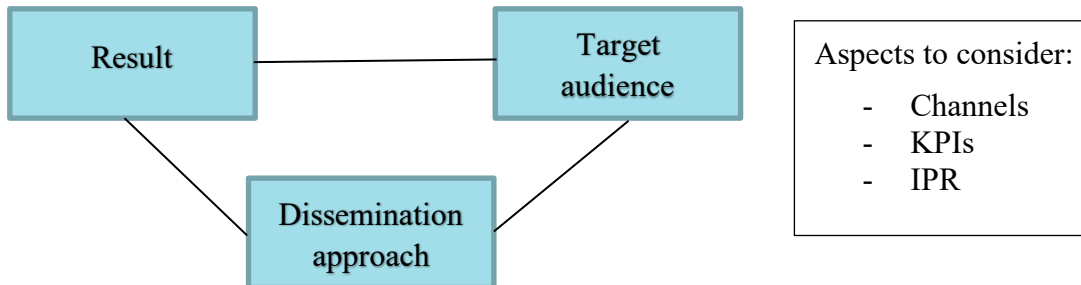 Result
Target
audience
Dissemination
approach
Aspects to consider:
- Channels
- KPIs
- IPR